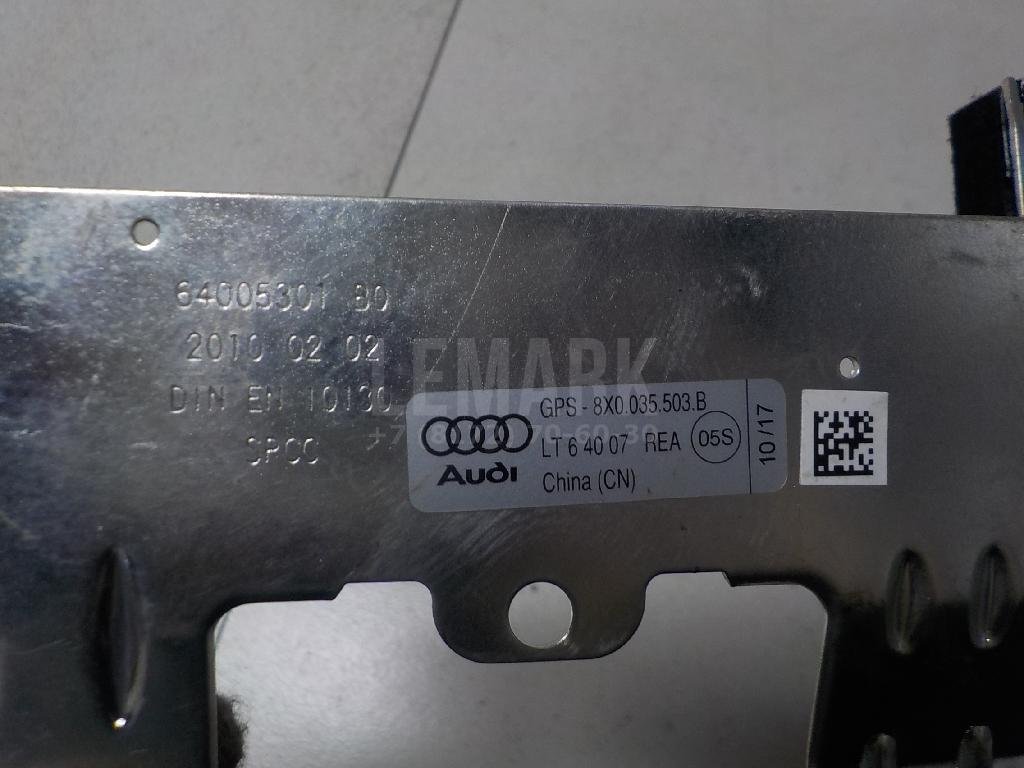 64005301 B0
2010 02 02
DIN EN 10130
SPCC
LEMARK
GPS - 8X0.035.503.B
LT 6 40 07 REA 05S
Audi
China (CN)
10/17